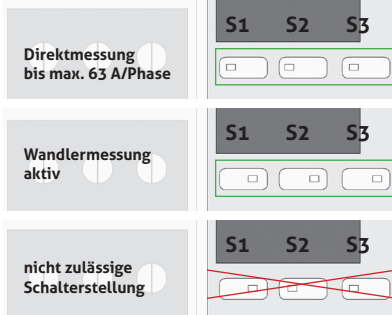 S1 S2 S3
Direktmessung
bis max. 63 A/Phase
S1 S2 S3
Wandlermessung
aktiv
S1 S2 S3
nicht zulässige
Schalterstellung